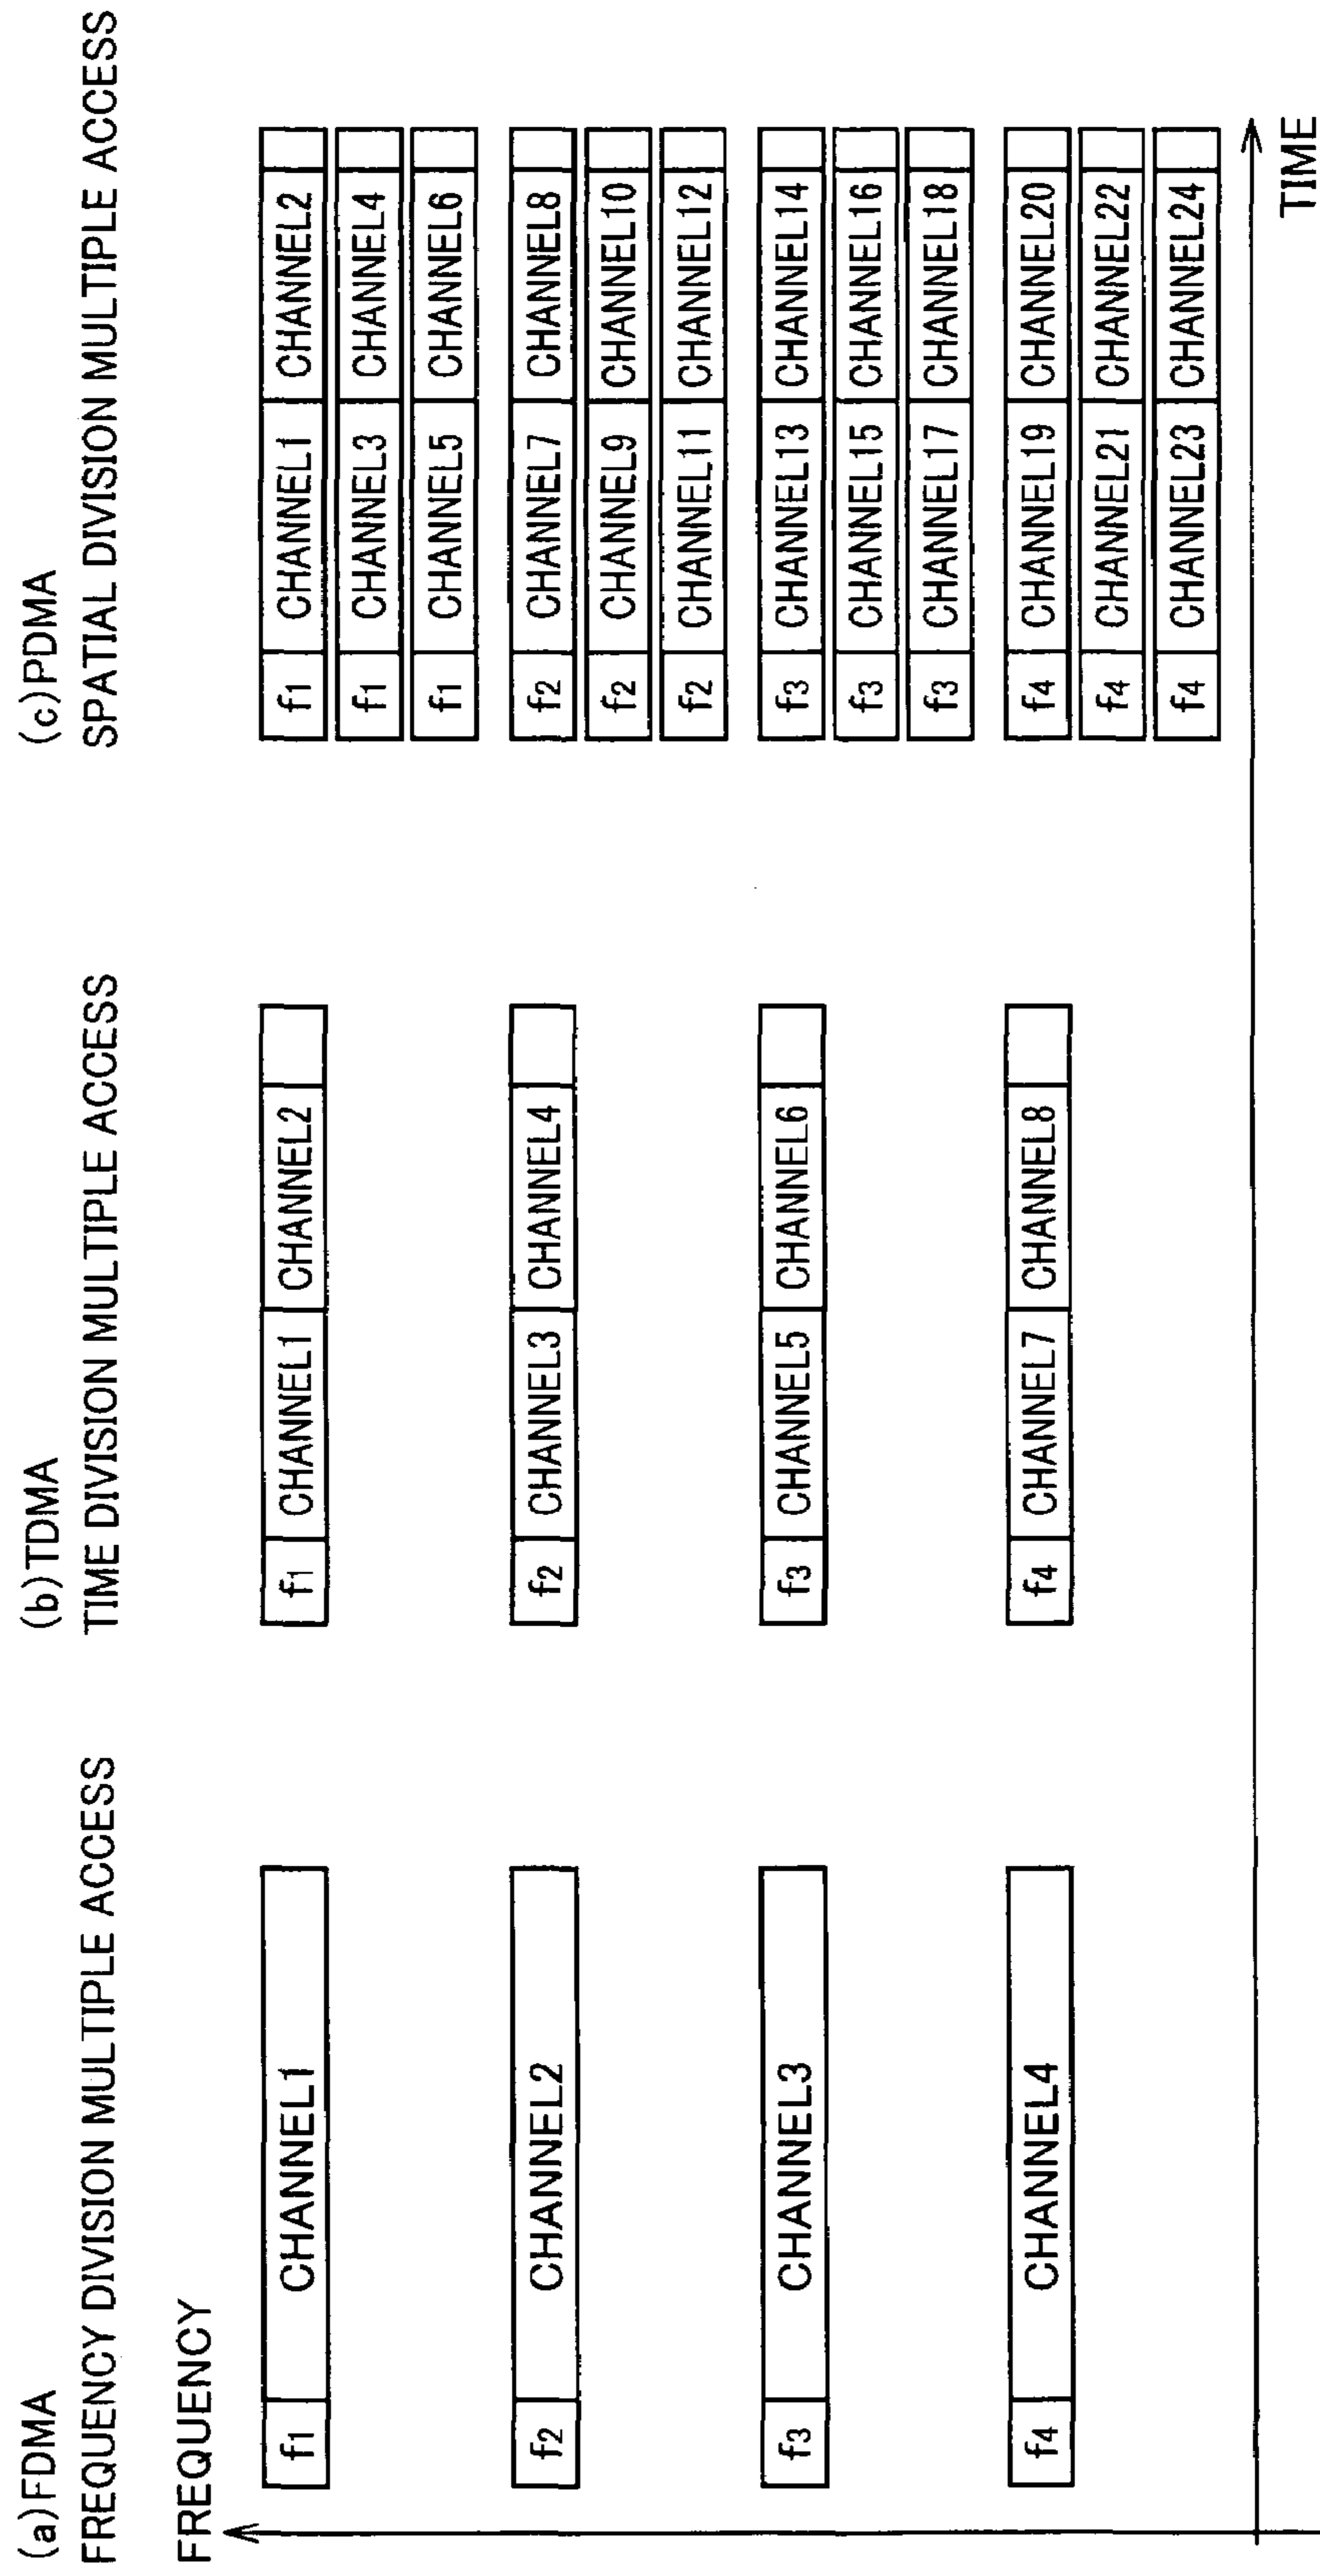 (a)FDMA
FREQUENCY DIVISION MULTIPLE ACCESS
FREQUENCY
f1 CHANNEL1
f2 CHANNEL2
f3 CHANNEL3
f4 CHANNEL4
(b)TDMA
TIME DIVISION MULTIPLE ACCESS
f1 CHANNEL1 CHANNEL2
f2 CHANNEL3 CHANNEL4
f3 CHANNEL5 CHANNEL6
f4 CHANNEL7 CHANNEL8
(c)PDMA
SPATIAL DIVISION MULTIPLE ACCESS
f1 CHANNEL1 CHANNEL2
f1 CHANNEL3 CHANNEL4
f1 CHANNEL5 CHANNEL6
f2 CHANNEL7 CHANNEL8
f2 CHANNEL9 CHANNEL10
f2 CHANNEL11 CHANNEL12
f3 CHANNEL13 CHANNEL14
f3 CHANNEL15 CHANNEL16
f3 CHANNEL17 CHANNEL18
f4 CHANNEL19 CHANNEL20
f4 CHANNEL21 CHANNEL22
f4 CHANNEL23 CHANNEL24
TIME